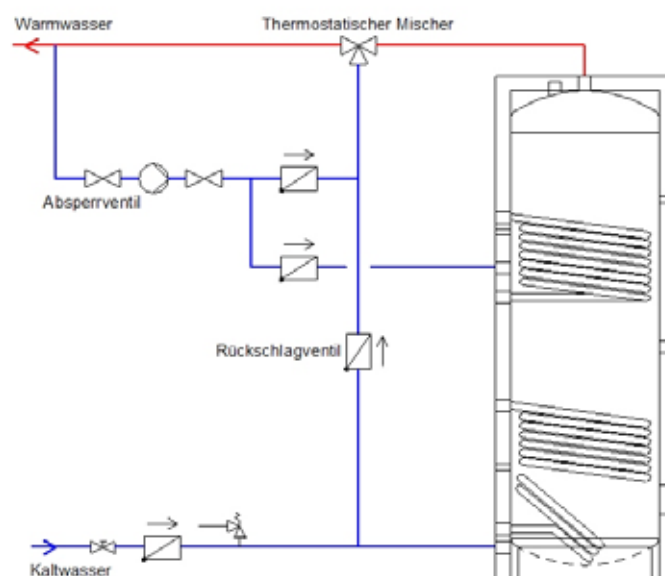 Warmwasser
Thermostatischer Mischer
Absperrventil
Rückschlagventil
Kaltwasser